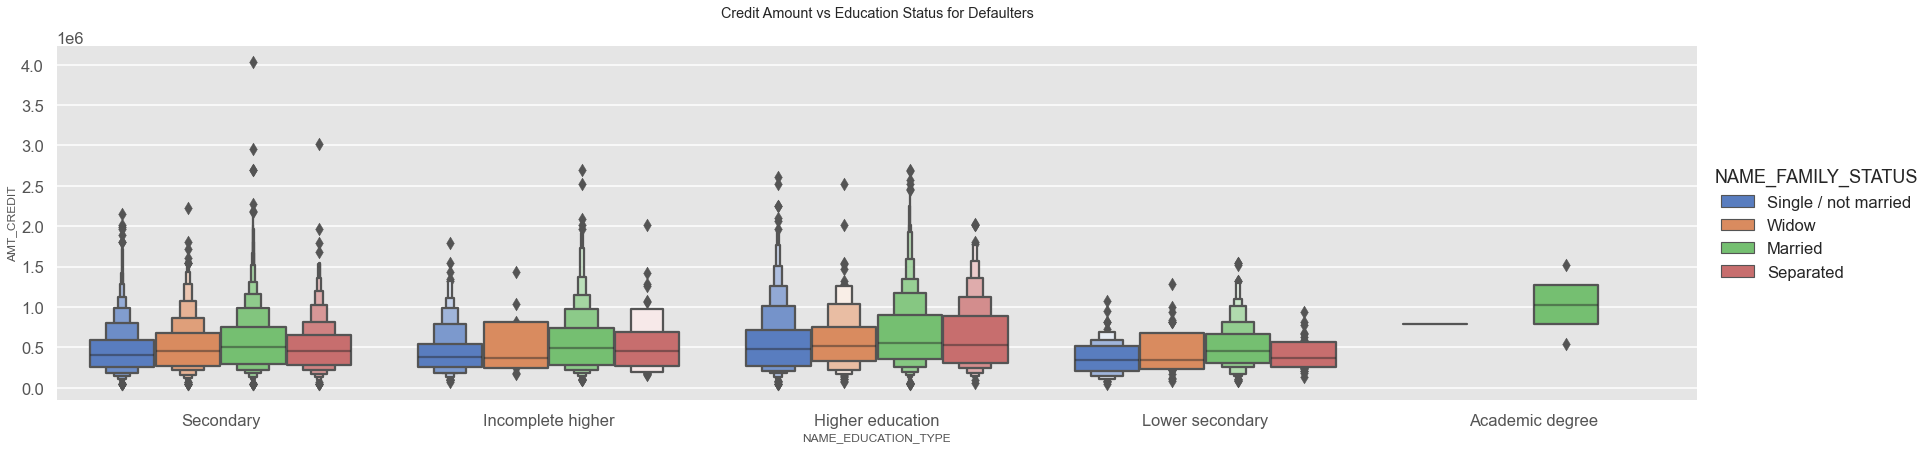 Credit Amount vs Education Status for Defaulters
1e6
4.0
3.5
3.0
2.5
2.0
1.5
1.0
0.5
0.0
AMT_CREDIT
Secondary
Incomplete higher
Higher education
Lower secondary
Academic degree
NAME_EDUCATION_TYPE
NAME_FAMILY_STATUS
Single / not married
Widow
Married
Separated